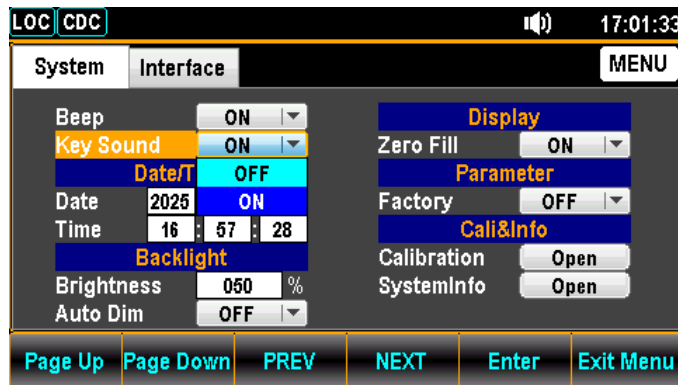 LOC CDC 17:01:33
System Interface MENU
Beep ON
Key Sound ON
OFF
ON
Date/T
Date 2025
Time 16 : 57 : 28
Backlight
Brightness 050 %
Auto Dim OFF
Display
Zero Fill ON
Parameter
Factory OFF
Cali&Info
Calibration Open
SystemInfo Open
Page Up Page Down PREV NEXT Enter Exit Menu